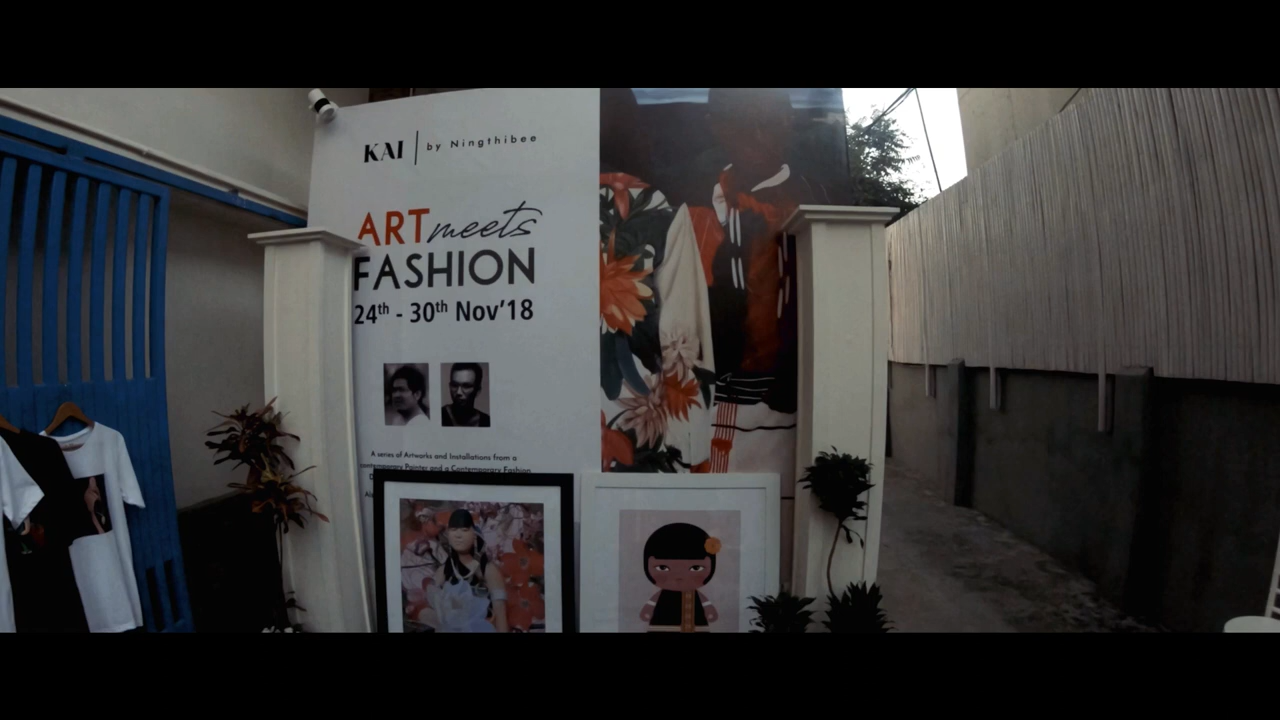 KAI | by Ningthibee
ART meets
FASHION
24th - 30th Nov'18
A series of Artworks and Installations from a
contemporary Painter and a Contemporary Fashion